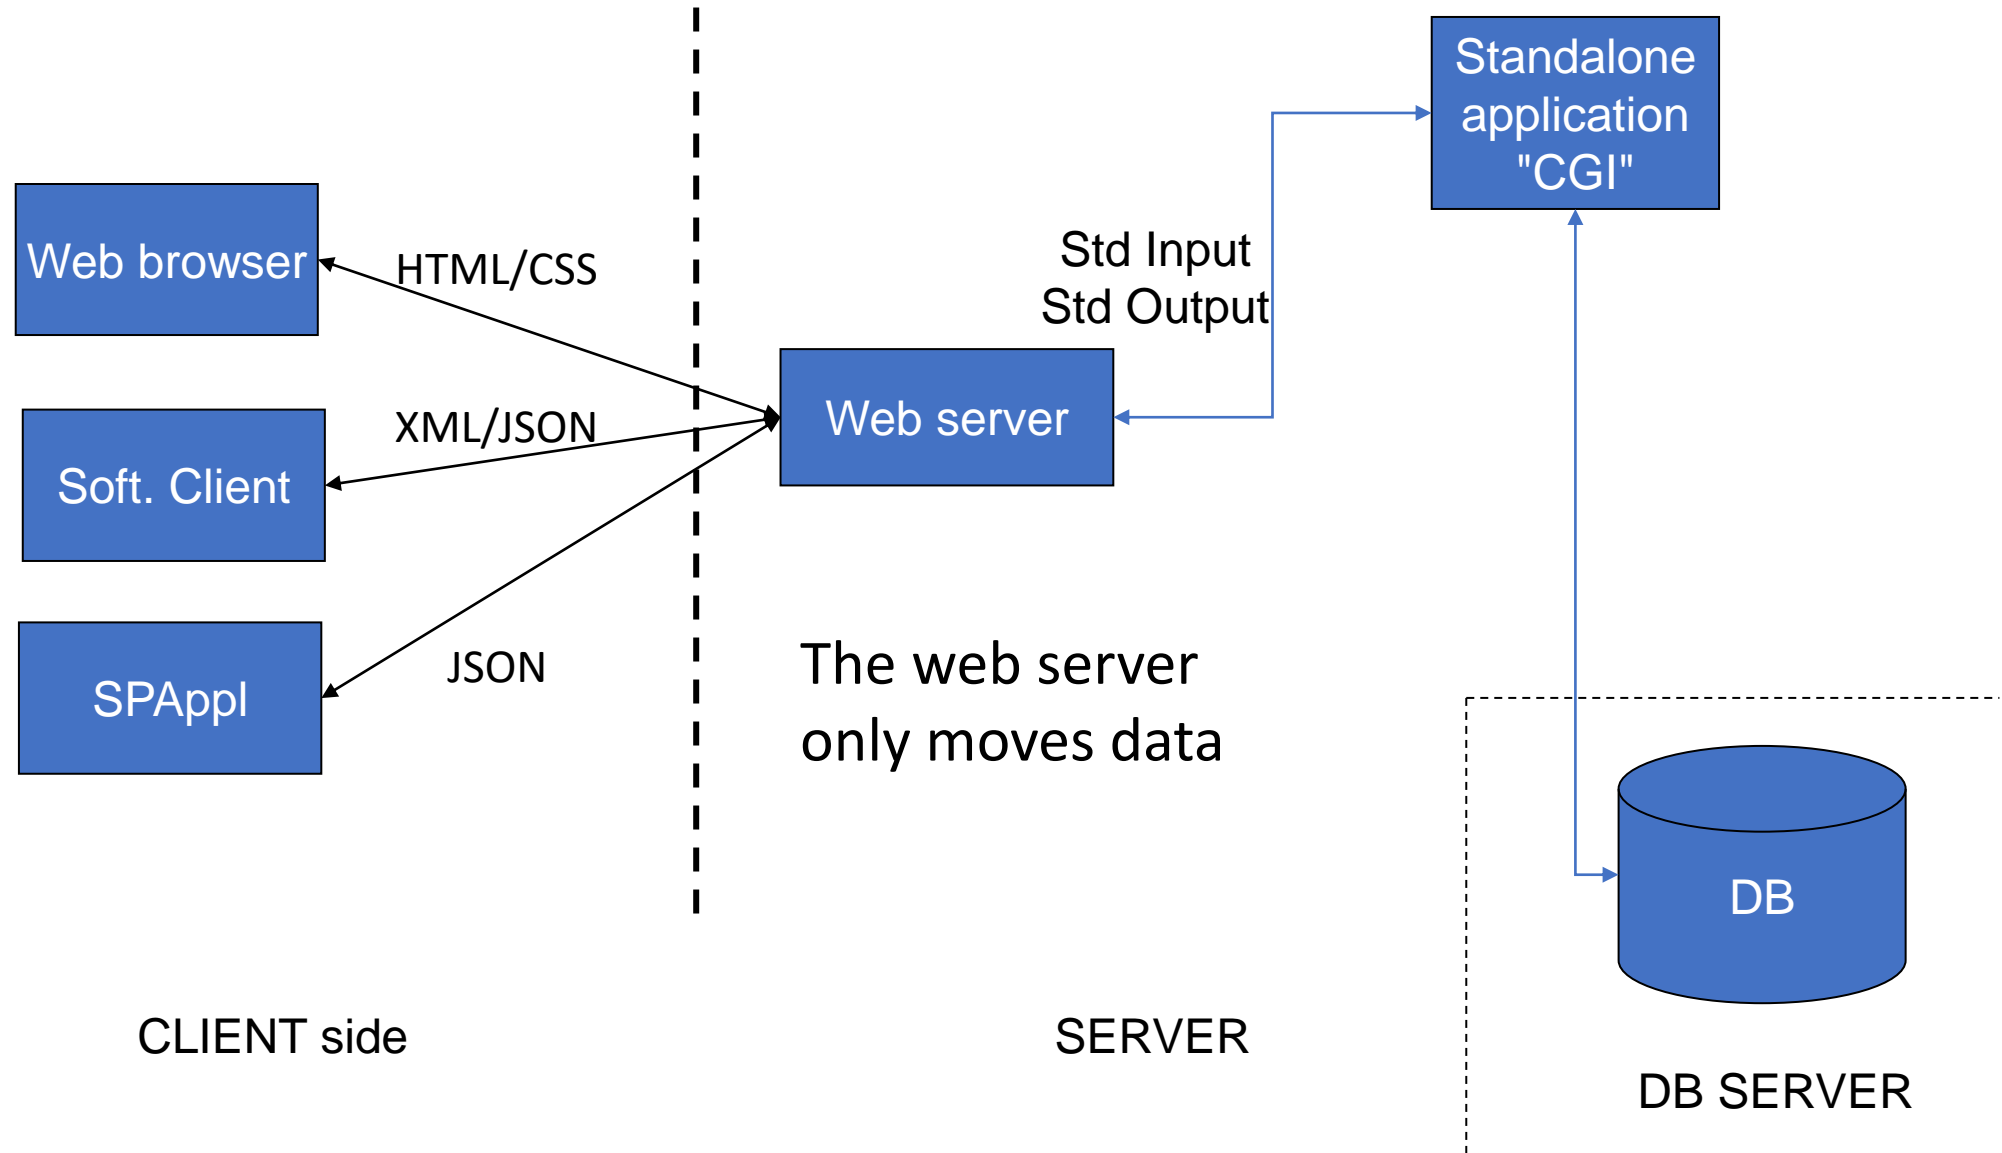 Standalone
application
"CGI"
Web browser
HTML/CSS
Std Input
Std Output
XML/JSON
Web server
Soft. Client
JSON
SPAppl
The web server
only moves data
DB
CLIENT side
SERVER
DB SERVER